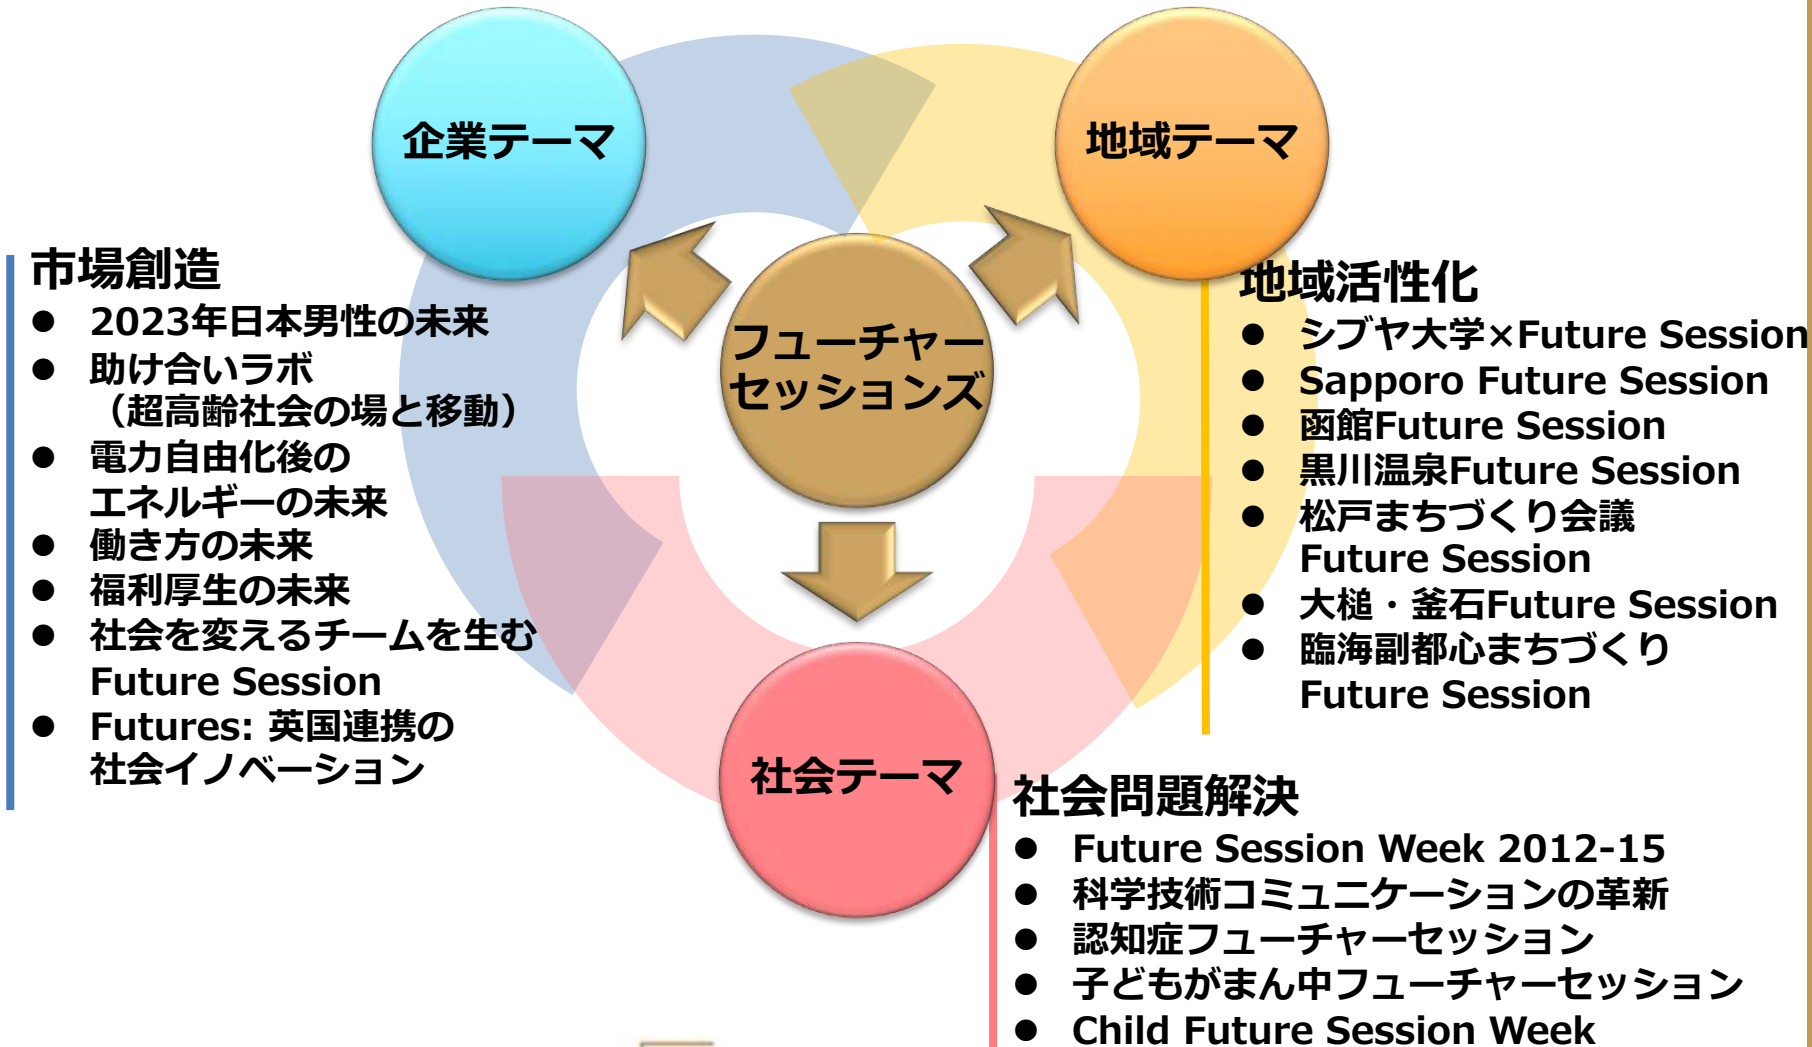 企業テーマ
地域テーマ
フューチャー
セッションズ
社会テーマ
市場創造
● 2023年日本男性の未来
● 助け合いラボ
（超高齢社会の場と移動）
● 電力自由化後の
エネルギーの未来
● 働き方の未来
● 福利厚生の未来
● 社会を変えるチームを生む
Future Session
● Futures: 英国連携の
社会イノベーション
地域活性化
● シブヤ大学×Future Session
● Sapporo Future Session
● 函館Future Session
● 黒川温泉Future Session
● 松戸まちづくり会議
Future Session
● 大槌・釜石Future Session
● 臨海副都心まちづくり
Future Session
社会問題解決
● Future Session Week 2012-15
● 科学技術コミュニケーションの革新
● 認知症フューチャーセッション
● 子どもがまん中フューチャーセッション
● Child Future Session Week